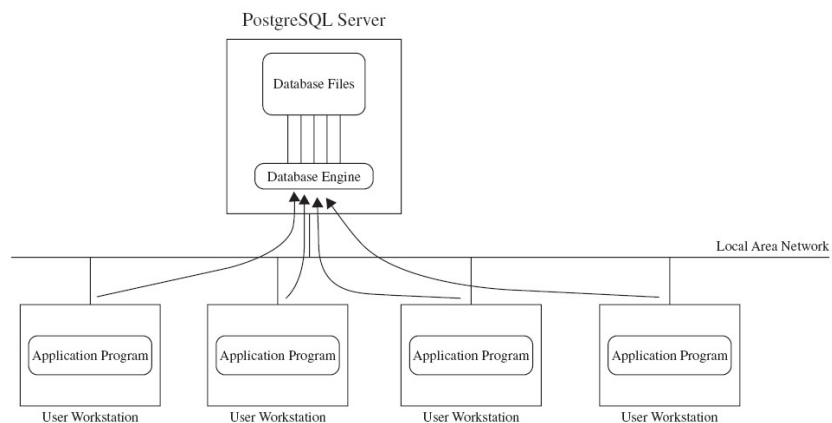 PostgreSQL Server
Database Files
Database Engine
Local Area Network
Application Program
Application Program
Application Program
Application Program
User Workstation
User Workstation
User Workstation
User Workstation